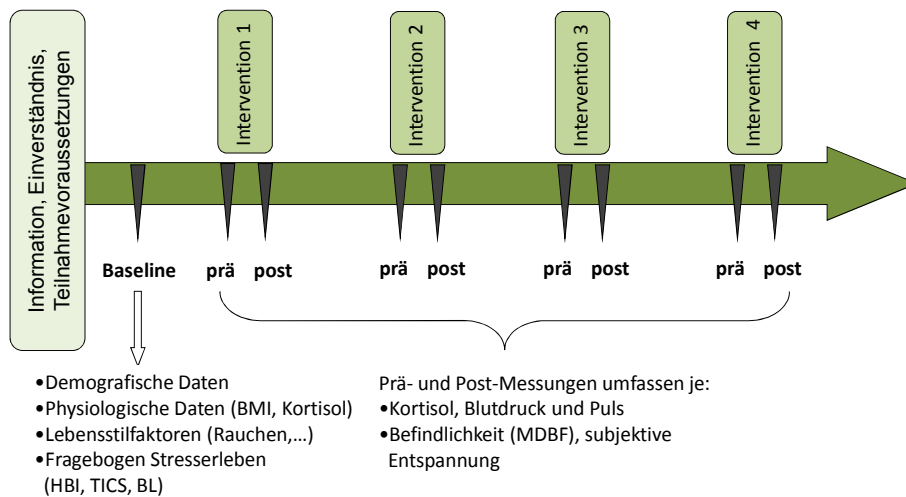 Information, Einverständnis,
Teilnahmevoraussetzungen
Intervention 1
Intervention 2
Intervention 3
Intervention 4
Baseline
prä
post
prä
post
prä
post
prä
post
•Demografische Daten
•Physiologische Daten (BMI, Kortisol)
•Lebensstilfaktoren (Rauchen,...)
•Fragebogen Stresserleben
(HBI, TICS, BL)
Prä- und Post-Messungen umfassen je:
•Kortisol, Blutdruck und Puls
•Befindlichkeit (MDBF), subjektive
Entspannung